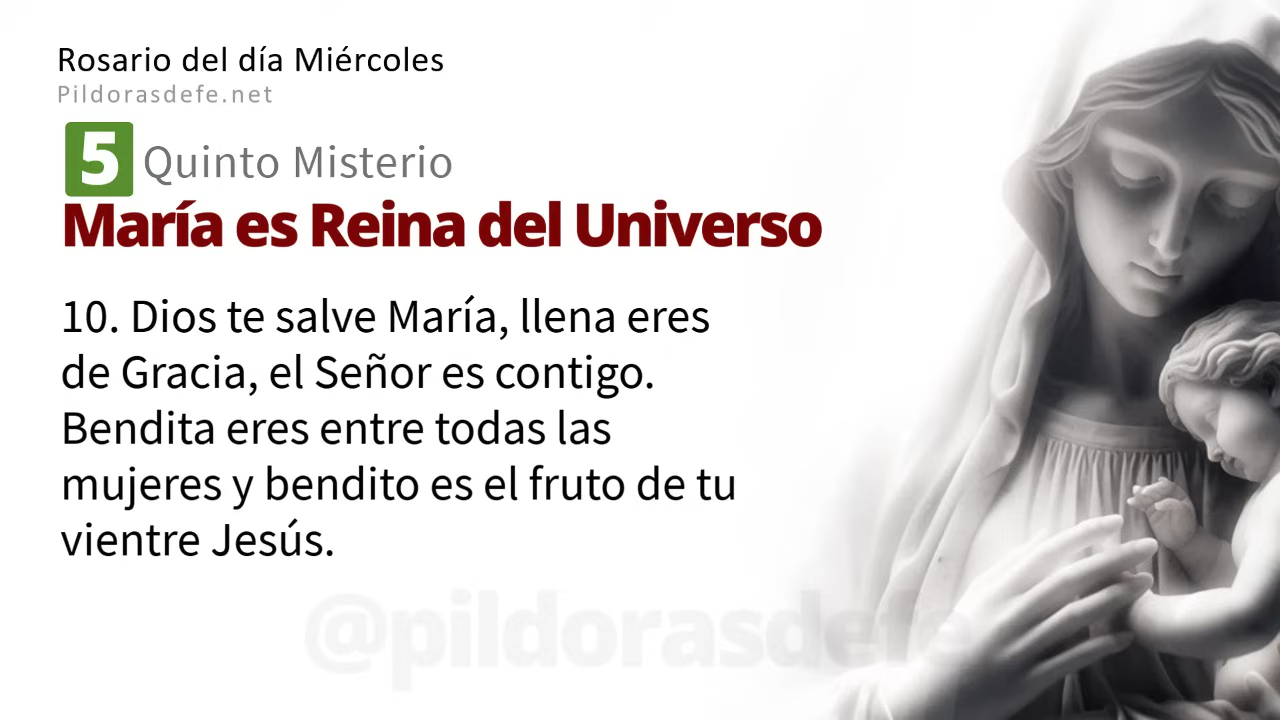 Rosario del día Miércoles
Pildorasdefe.net
5 Quinto Misterio
María es Reina del Universo
10. Dios te salve María, llena eres
de Gracia, el Señor es contigo.
Bendita eres entre todas las
mujeres y bendito es el fruto de tu
vientre Jesús.
@pildorasdefe